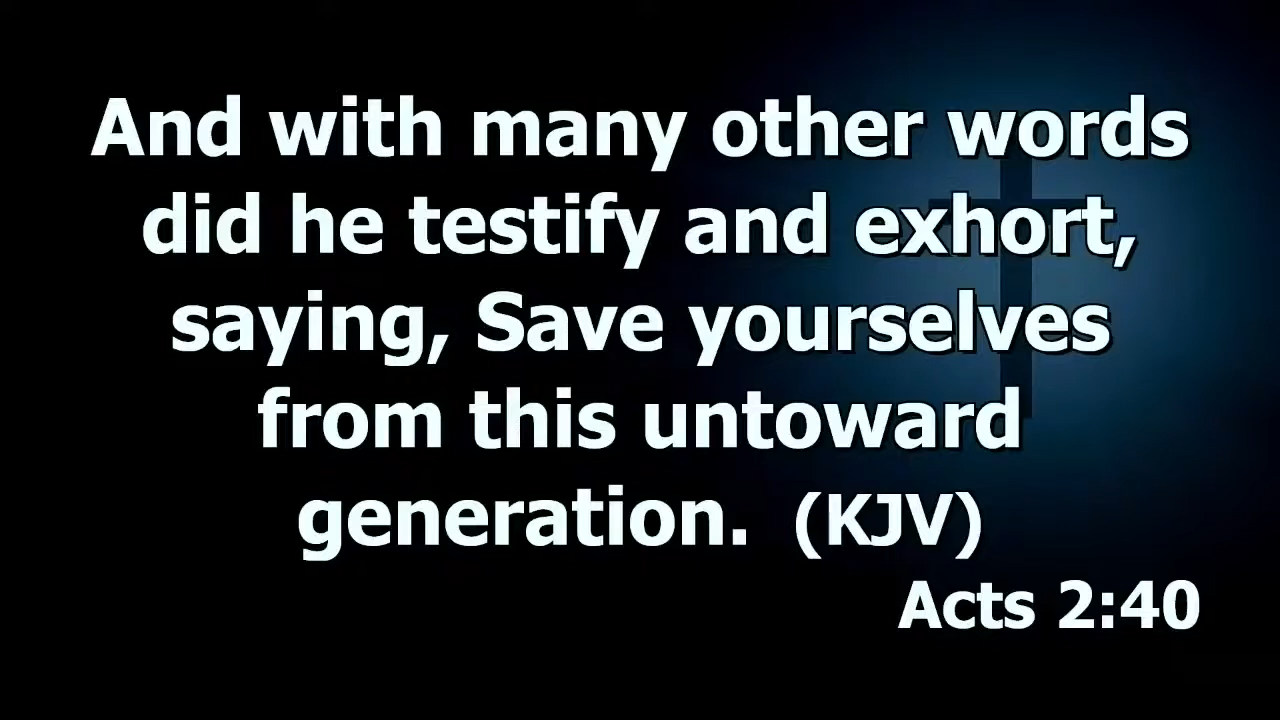 And with many other words
did he testify and exhort,
saying, Save yourselves
from this untoward
generation.  (KJV)
Acts 2:40